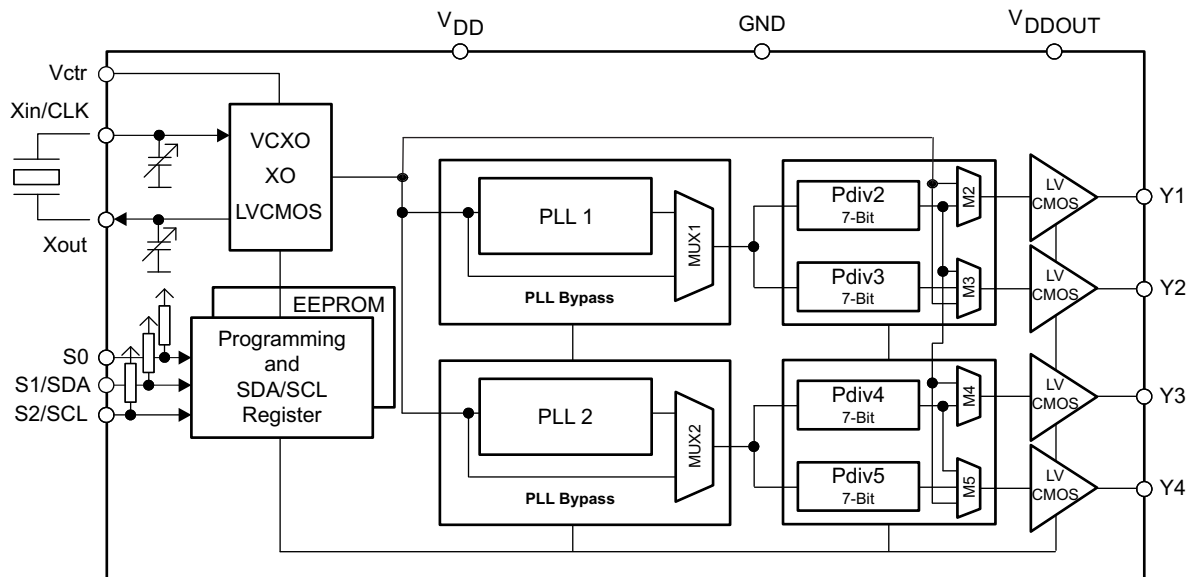 VDD
GND
VDDOUT
Vctr
Xin/CLK
VCXO
XO
LVCMOS
Xout
EEPROM
Programming
and
SDA/SCL
Register
S0
S1/SDA
S2/SCL
PLL 1
MUX1
PLL Bypass
Pdiv2
7-Bit
M2
Pdiv3
7-Bit
M3
LV
CMOS
Y1
LV
CMOS
Y2
PLL 2
MUX2
PLL Bypass
Pdiv4
7-Bit
M4
Pdiv5
7-Bit
M5
LV
CMOS
Y3
LV
CMOS
Y4